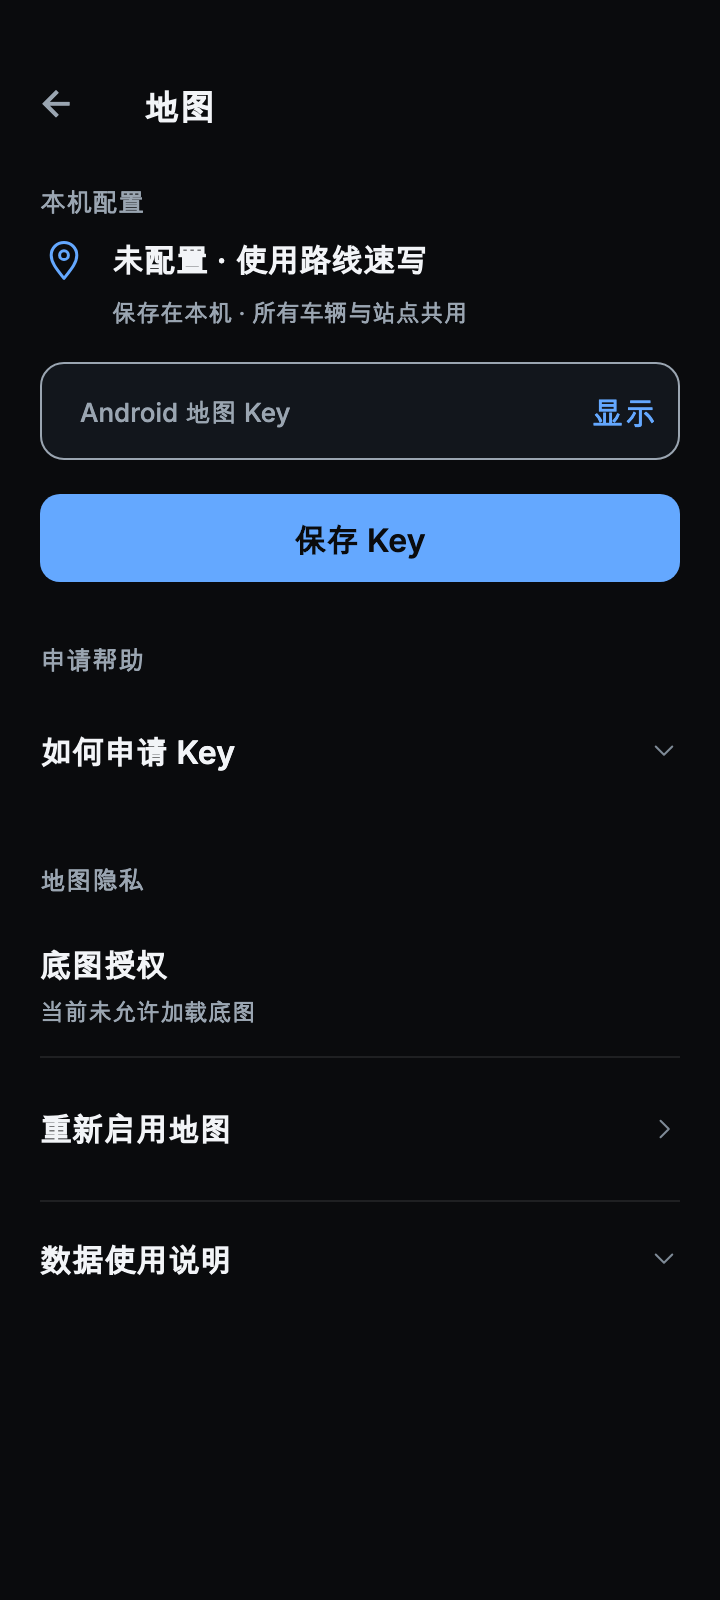 地图
本机配置
未配置 · 使用路线速写
保存在本机 · 所有车辆与站点共用
Android 地图 Key 显示
保存 Key
申请帮助
如何申请 Key
地图隐私
底图授权
当前未允许加载底图
重新启用地图
数据使用说明